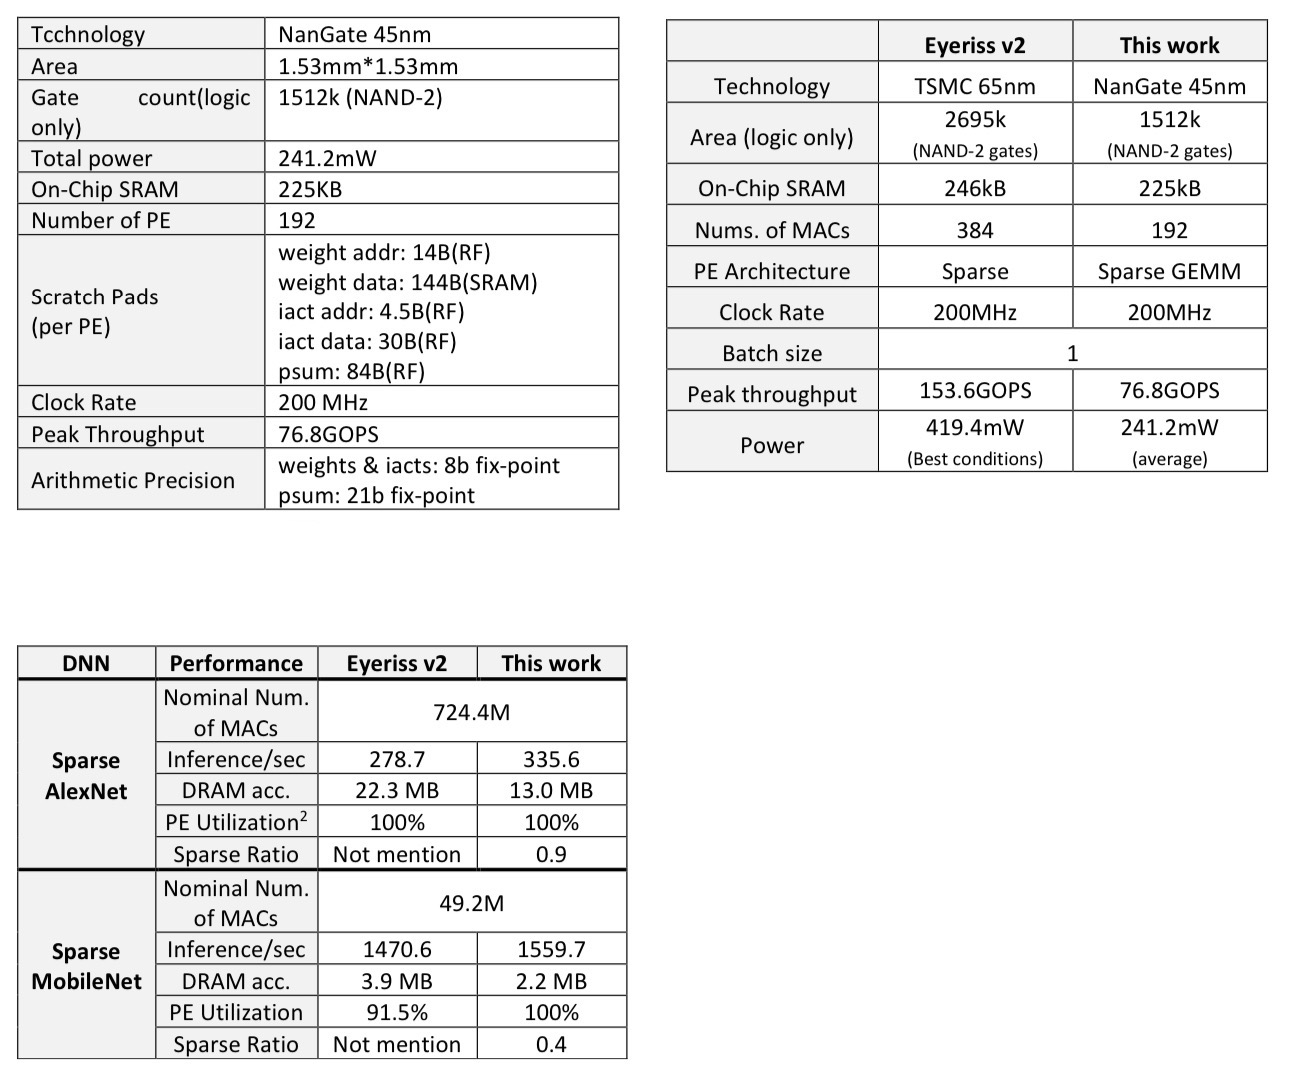 Tcchnology NanGate 45nm
Area 1.53mm*1.53mm
Gate count(logic 1512k (NAND-2)
only)
Total power 241.2mW
On-Chip SRAM 225KB
Number of PE 192
Scratch Pads
(per PE)
weight addr: 14B(RF)
weight data: 144B(SRAM)
iact addr: 4.5B(RF)
iact data: 30B(RF)
psum: 84B(RF)
Clock Rate 200 MHz
Peak Throughput 76.8GOPS
Arithmetic Precision
weights & iacts: 8b fix-point
psum: 21b fix-point
Eyeriss v2 This work
Technology TSMC 65nm NanGate 45nm
Area (logic only)
2695k 1512k
(NAND-2 gates) (NAND-2 gates)
On-Chip SRAM 246kB 225kB
Nums. of MACs 384 192
PE Architecture Sparse Sparse GEMM
Clock Rate 200MHz 200MHz
Batch size 1
Peak throughput 153.6GOPS 76.8GOPS
Power
419.4mW 241.2mW
(Best conditions) (average)
DNN Performance Eyeriss v2 This work
Sparse
AlexNet
Nominal Num.
of MACs
724.4M
Inference/sec 278.7 335.6
DRAM acc. 22.3 MB 13.0 MB
PE Utilization2 100% 100%
Sparse Ratio Not mention 0.9
Sparse
MobileNet
Nominal Num.
of MACs
49.2M
Inference/sec 1470.6 1559.7
DRAM acc. 3.9 MB 2.2 MB
PE Utilization 91.5% 100%
Sparse Ratio Not mention 0.4